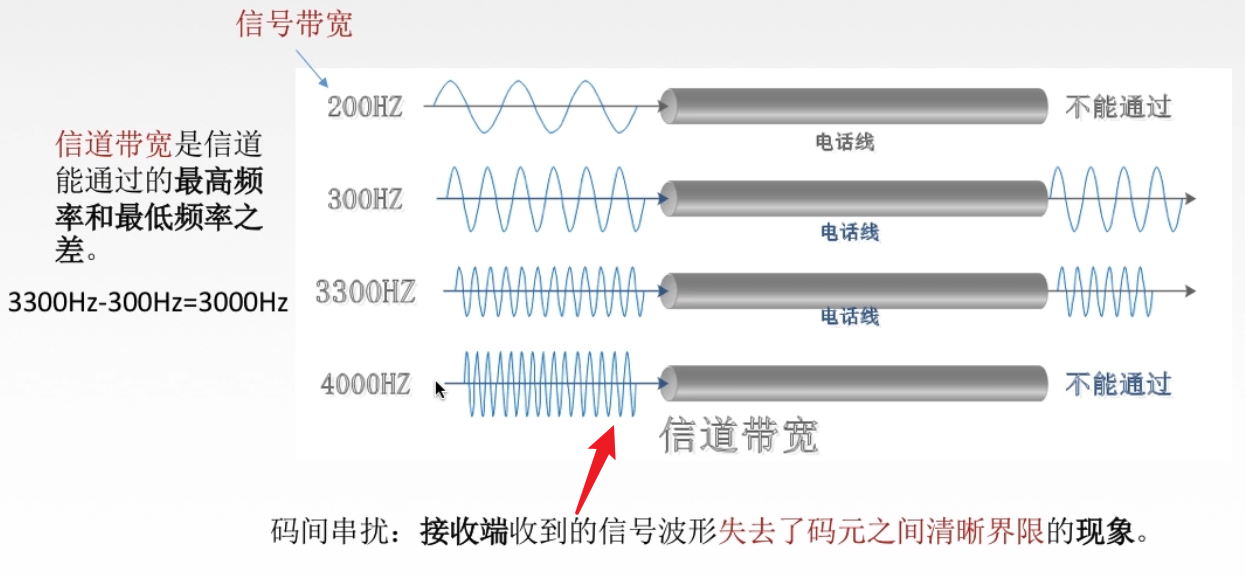 信号带宽
200HZ
不能通过
电话线
信道带宽是信道
能通过的最高频
率和最低频率之
差。
300HZ
电话线
3300Hz-300Hz=3000Hz
3300HZ
电话线
4000HZ
不能通过
信道带宽
码间串扰：接收端收到的信号波形失去了码元之间清晰界限的现象。